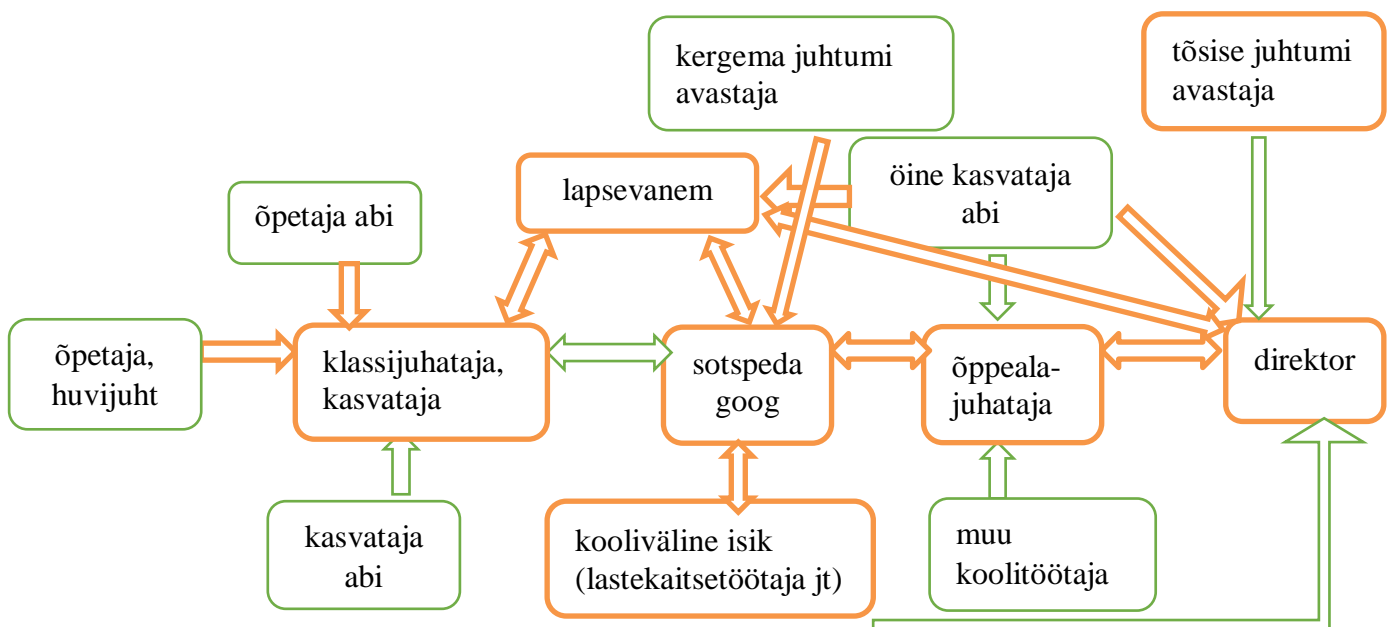 kergema juhtumi
avastaja
tõsise juhtumi
avastaja
lapsevanem
öine kasvataja
abi
õpetaja abi
õpetaja,
huvijuht
klassijuhataja,
kasvataja
sotspeda
goog
õppeala-
juhataja
direktor
kasvataja
abi
kooliväline isik
(lastekaitsetöötaja jt)
muu
koolitöötaja